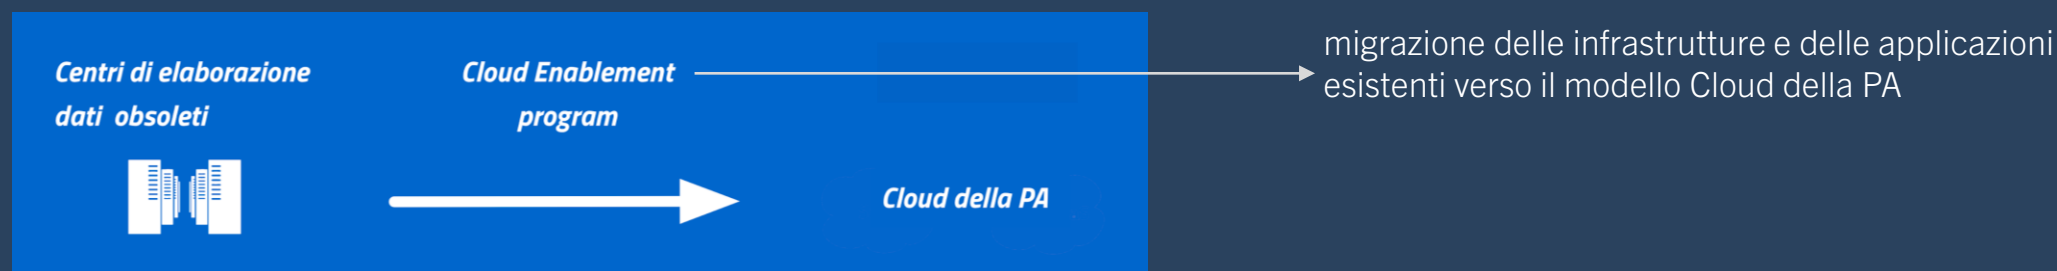 Centri di elaborazione
dati obsoleti
Cloud Enablement
program
migrazione delle infrastrutture e delle applicazioni
esistenti verso il modello Cloud della PA
Cloud della PA